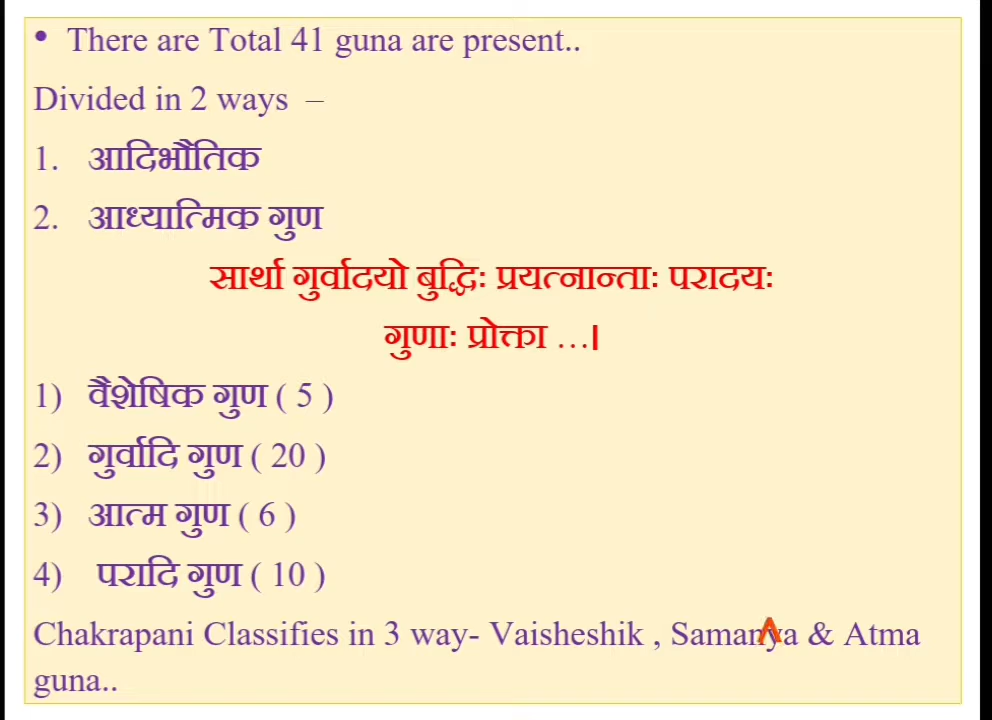 • There are Total 41 guna are present..
Divided in 2 ways –
1. आदिभौतिक
2. आध्यात्मिक गुण
सार्था गुर्वादयो बुद्धिः प्रयत्नान्ताः परादयः
गुणाः प्रोक्ता ...।
1) वैशेषिक गुण ( 5 )
2) गुर्वादि गुण ( 20 )
3) आत्म गुण ( 6 )
4) परादि गुण ( 10 )
Chakrapani Classifies in 3 way- Vaisheshik , Samanya & Atma
guna..